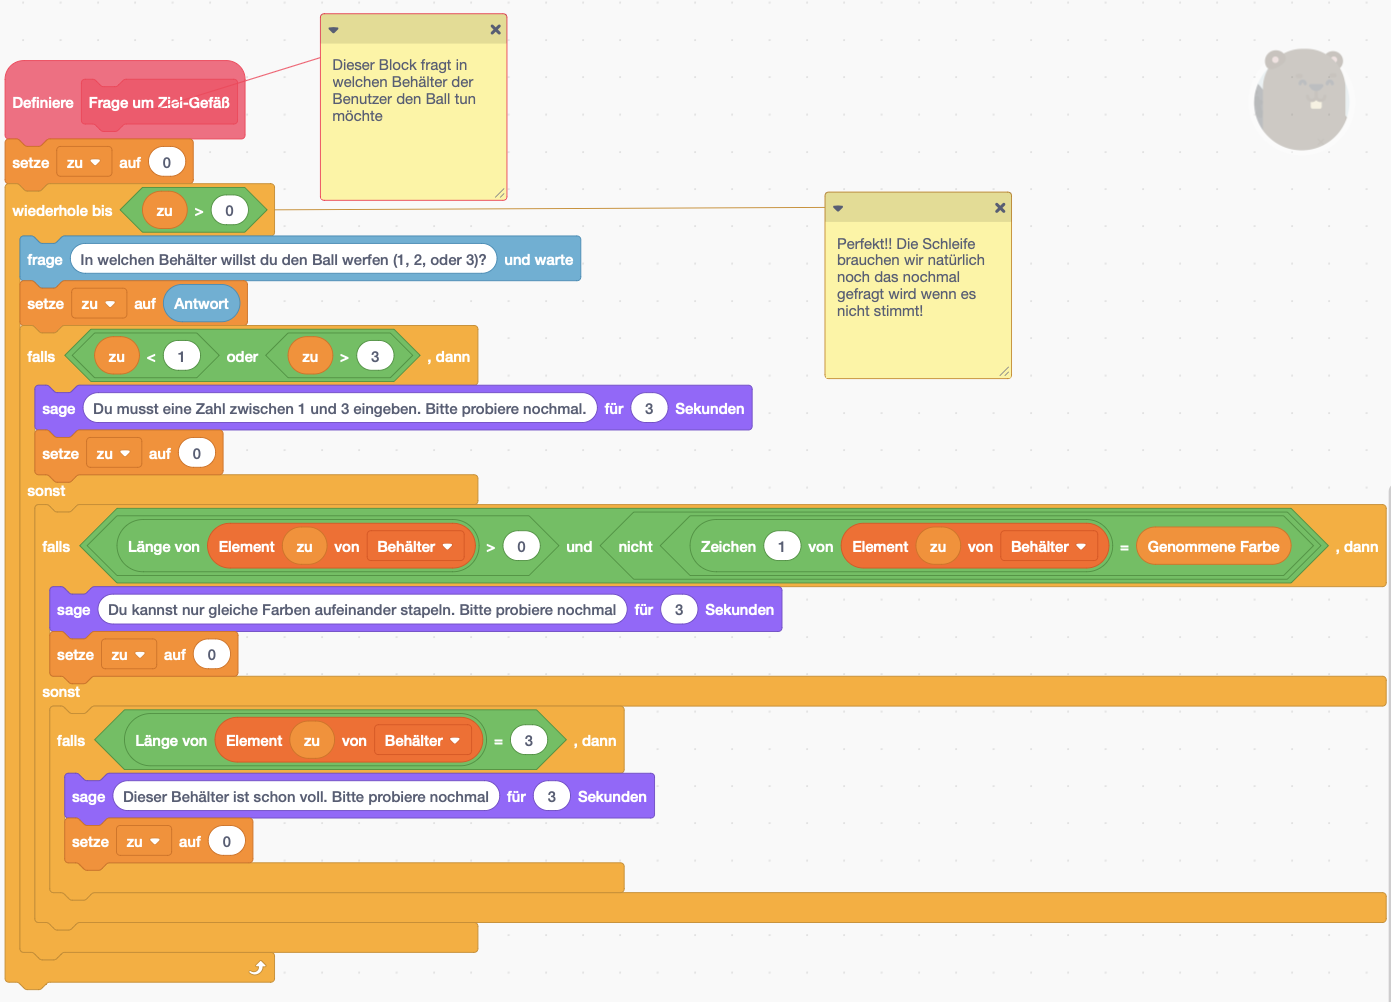 Dieser Block fragt in
welchen Behälter der
Benutzer den Ball tun
möchte
Definiere Frage um Ziel-Gefäß
setze zu auf 0
wiederhole bis zu > 0
Perfekt!! Die Schleife
brauchen wir natürlich
noch das nochmal
gefragt wird wenn es
nicht stimmt!
frage In welchen Behälter willst du den Ball werfen (1, 2, oder 3)? und warte
setze zu auf Antwort
falls zu < 1 oder zu > 3 , dann
sage Du musst eine Zahl zwischen 1 und 3 eingeben. Bitte probiere nochmal. für 3 Sekunden
setze zu auf 0
sonst
falls Länge von Element zu von Behälter > 0 und nicht Zeichen 1 von Element zu von Behälter = Genommene Farbe , dann
sage Du kannst nur gleiche Farben aufeinander stapeln. Bitte probiere nochmal für 3 Sekunden
setze zu auf 0
sonst
falls Länge von Element zu von Behälter = 3 , dann
sage Dieser Behälter ist schon voll. Bitte probiere nochmal für 3 Sekunden
setze zu auf 0